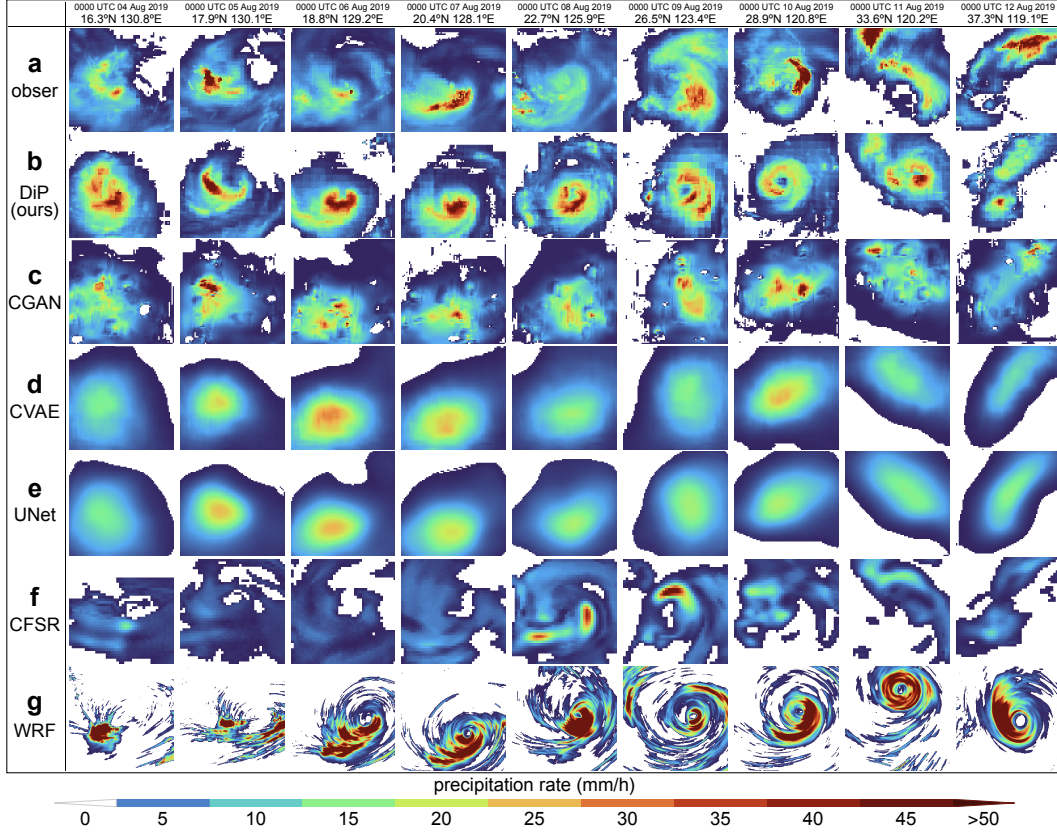 0000 UTC 04 Aug 2019 0000 UTC 05 Aug 2019 0000 UTC 06 Aug 2019 0000 UTC 07 Aug 2019 0000 UTC 08 Aug 2019 0000 UTC 09 Aug 2019 0000 UTC 10 Aug 2019 0000 UTC 11 Aug 2019 0000 UTC 12 Aug 2019
16.3°N 130.8°E 17.9°N 130.1°E 18.8°N 129.2°E 20.4°N 128.1°E 22.7°N 125.9°E 26.5°N 123.4°E 28.9°N 120.8°E 33.6°N 120.2°E 37.3°N 119.1°E
a
obser
b
DiP
(ours)
c
CGAN
d
CVAE
e
UNet
f
CFSR
g
WRF
precipitation rate (mm/h)
0 5 10 15 20 25 30 35 40 45 >50